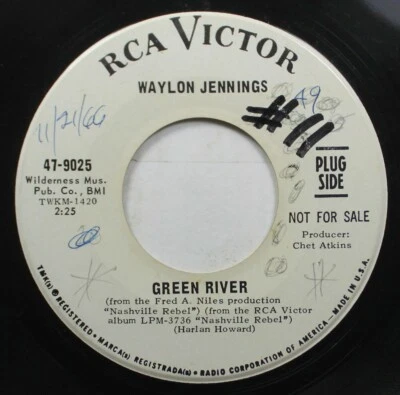 RCA VICTOR
WAYLON JENNINGS
11/21/66
49
#11
47-9025
Wilderness Mus.
Pub. Co., BMI
TWKM-1420
2:25
PLUG
SIDE
NOT FOR SALE
Producer:
Chet Atkins
GREEN RIVER
(from the Fred A. Niles production
"Nashville Rebel") (from the RCA Victor
album LPM-3736 "Nashville Rebel")
(Harlan Howard)
TMK(s) ® REGISTERED • MARCA(s) REGISTRADA(s) • RADIO CORPORATION OF AMERICA—MADE IN U.S.A.